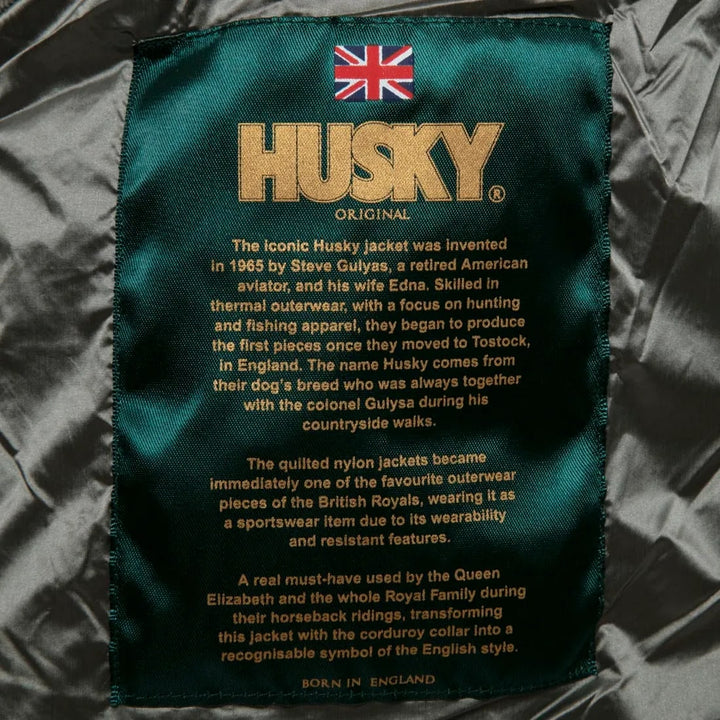 HUSKY®
ORIGINAL
The iconic Husky jacket was invented
in 1965 by Steve Gulyas, a retired American
aviator, and his wife Edna. Skilled in
thermal outerwear, with a focus on hunting
and fishing apparel, they began to produce
the first pieces once they moved to Tostock,
in England. The name Husky comes from
their dog's breed who was always together
with the colonel Gulysa during his
countryside walks.
The quilted nylon jackets became
immediately one of the favourite outerwear
pieces of the British Royals, wearing it as
a sportswear item due to its wearability
and resistant features.
A real must-have used by the Queen
Elizabeth and the whole Royal Family during
their horseback ridings, transforming
this jacket with the corduroy collar into a
recognisable symbol of the English style.
BORN IN ENGLAND